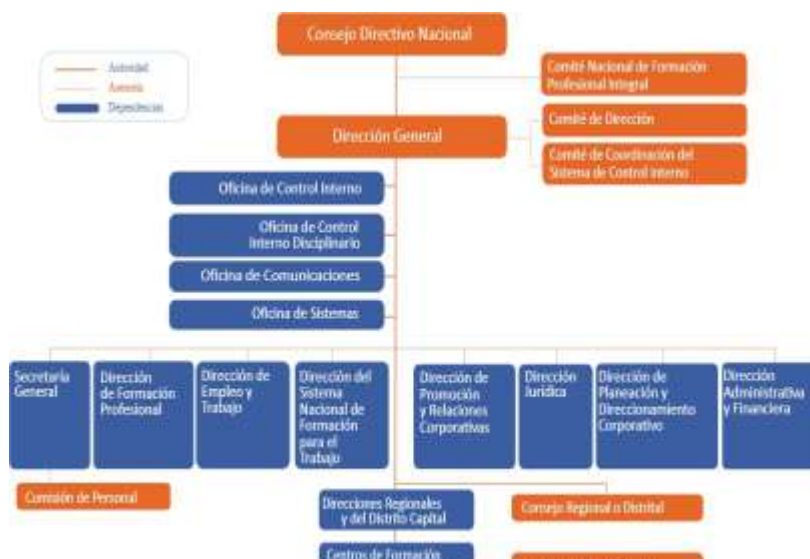 Consejo Directivo Nacional
Autoridad
Asesoría
Dependencias
Comité Nacional de Formación
Profesional Integral
Dirección General
Comité de Dirección
Comité de Coordinación del
Sistema de Control Interno
Oficina de Control Interno
Oficina de Control
Interno Disciplinario
Oficina de Comunicaciones
Oficina de Sistemas
Secretaría
General
Dirección
de Formación
Profesional
Dirección de
Empleo y
Trabajo
Dirección del
Sistema
Nacional de
Formación
para el
Trabajo
Dirección de
Promoción
y Relaciones
Corporativas
Dirección
Jurídica
Dirección de
Planeación y
Direccionamiento
Corporativo
Dirección
Administrativa
y Financiera
Comisión de Personal
Direcciones Regionales
y del Distrito Capital
Consejo Regional o Distrital
Centros de Formación